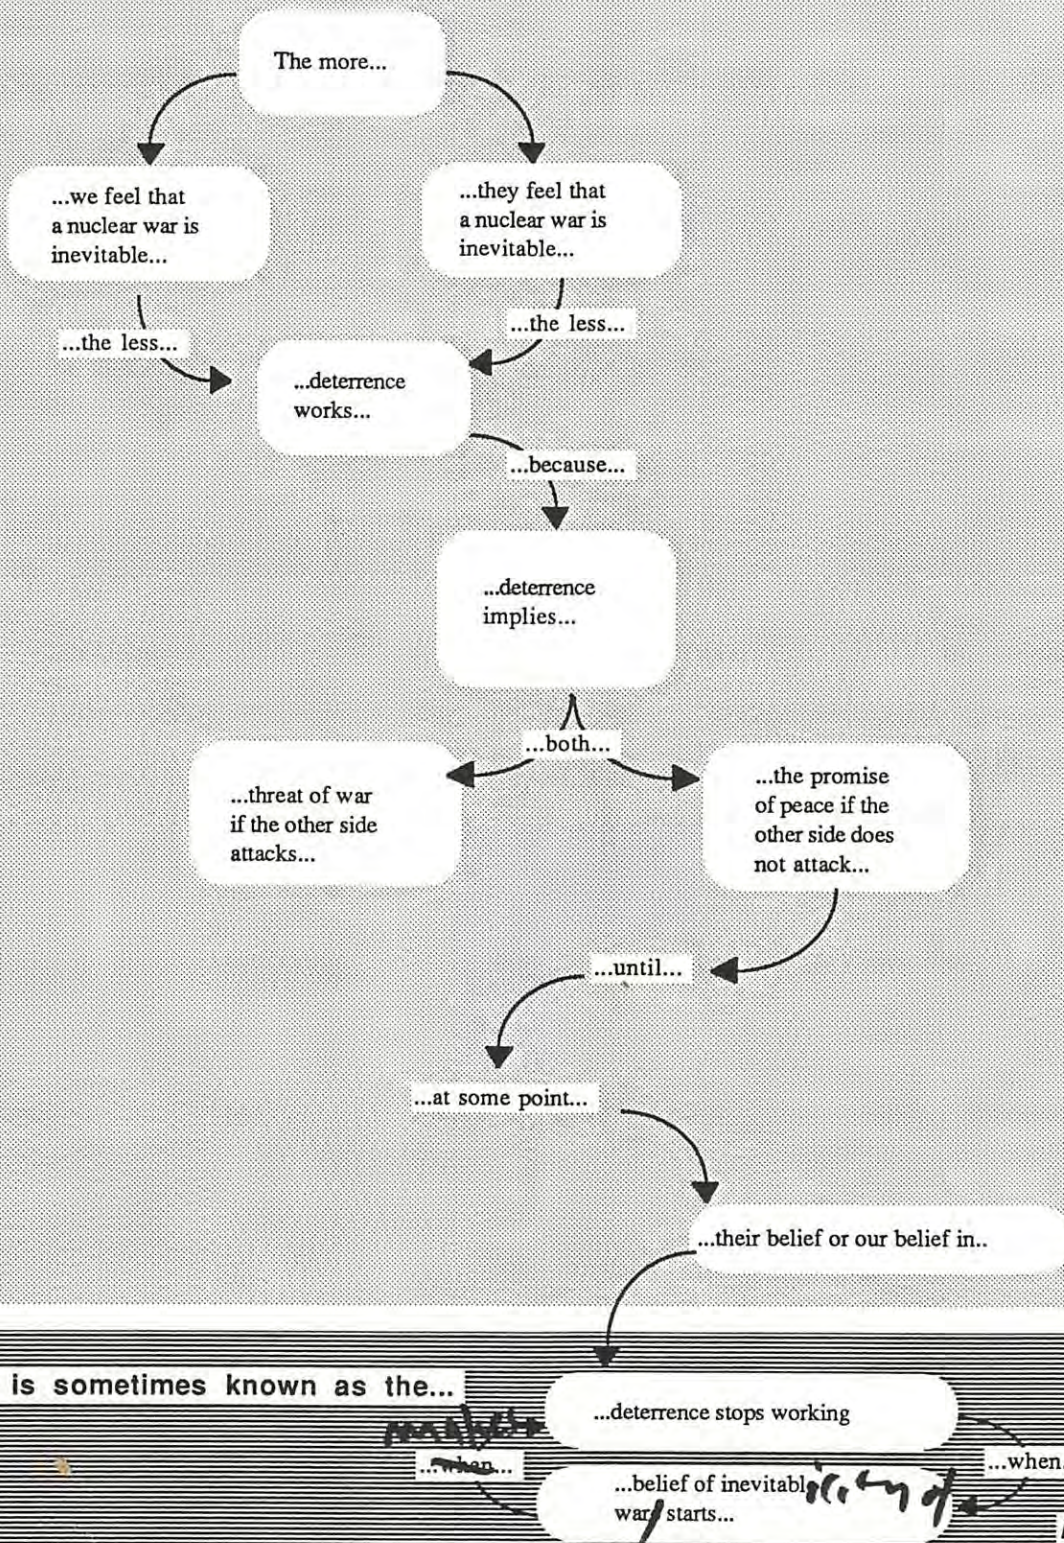 The more...
...we feel that
a nuclear war is
inevitable...
...they feel that
a nuclear war is
inevitable...
...the less...
...the less...
...deterrence
works...
...because...
...deterrence
implies...
...both...
...threat of war
if the other side
attacks...
...the promise
of peace if the
other side does
not attack...
...until...
...at some point...
...their belief or our belief in..
is sometimes known as the...
...deterrence stops working
...when...
...when.
...belief of inevitability of
war starts...